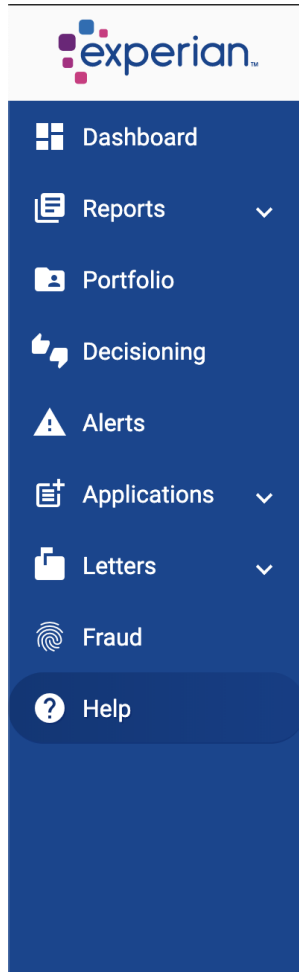 experian™
Dashboard
Reports
Portfolio
Decisioning
Alerts
Applications
Letters
Fraud
Help